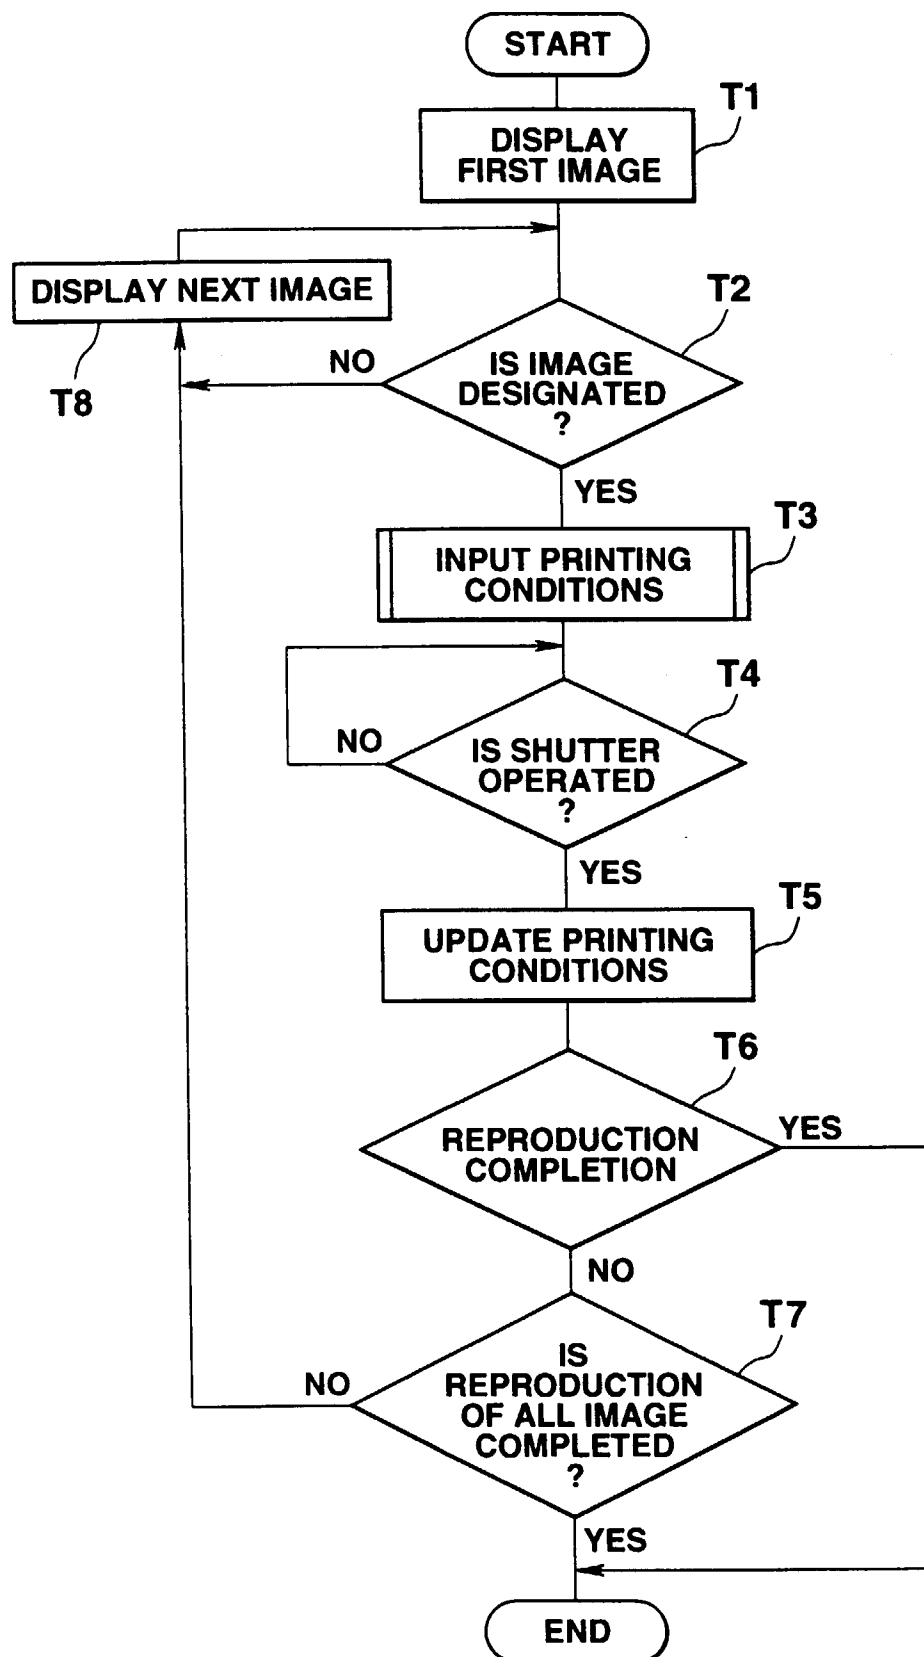 START
T1
DISPLAY
FIRST IMAGE
DISPLAY NEXT IMAGE
T8
T2
NO
IS IMAGE
DESIGNATED
?
YES
T3
INPUT PRINTING
CONDITIONS
T4
NO
IS SHUTTER
OPERATED
?
YES
T5
UPDATE PRINTING
CONDITIONS
T6
REPRODUCTION
COMPLETION
YES
NO
T7
NO
IS
REPRODUCTION
OF ALL IMAGE
COMPLETED
?
YES
END